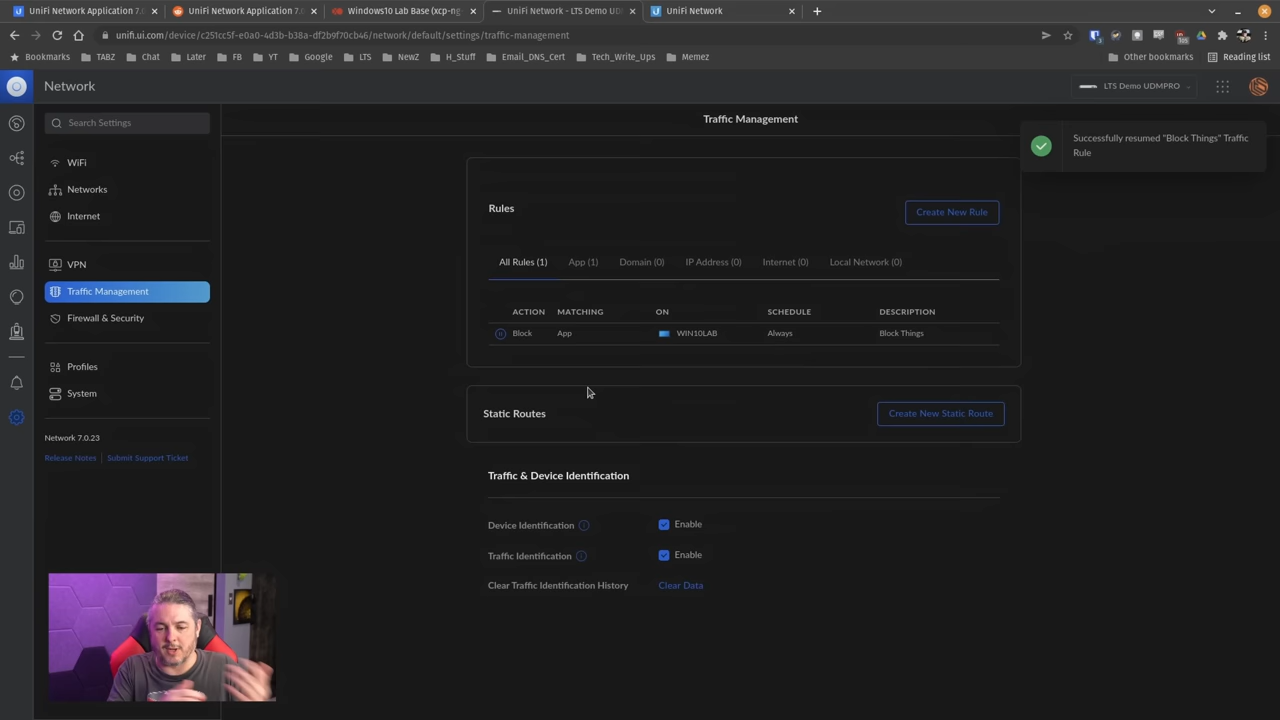 UniFi Network Application 7.0
UniFi Network Application 7.0
Windows10 Lab Base (xcp-ng
UniFi Network - LTS Demo UD
UniFi Network
unifi.ui.com/device/c251cc5f-e0a0-4d3b-b38a-df2b9f70cb46/network/default/settings/traffic-management
Bookmarks TABZ Chat Later FB YT Google LTS NewZ H_Stuff Email_DNS_Cert Tech_Write_Ups Memez Other bookmarks Reading list
Network
LTS Demo UDMPRO
Search Settings
WiFi
Networks
Internet
VPN
Traffic Management
Firewall & Security
Profiles
System
Network 7.0.23
Release Notes Submit Support Ticket
Traffic Management
Successfully resumed "Block Things" Traffic
Rule
Rules
Create New Rule
All Rules (1) App (1) Domain (0) IP Address (0) Internet (0) Local Network (0)
ACTION MATCHING ON SCHEDULE DESCRIPTION
Block App WIN10LAB Always Block Things
Static Routes
Create New Static Route
Traffic & Device Identification
Device Identification Enable
Traffic Identification Enable
Clear Traffic Identification History Clear Data